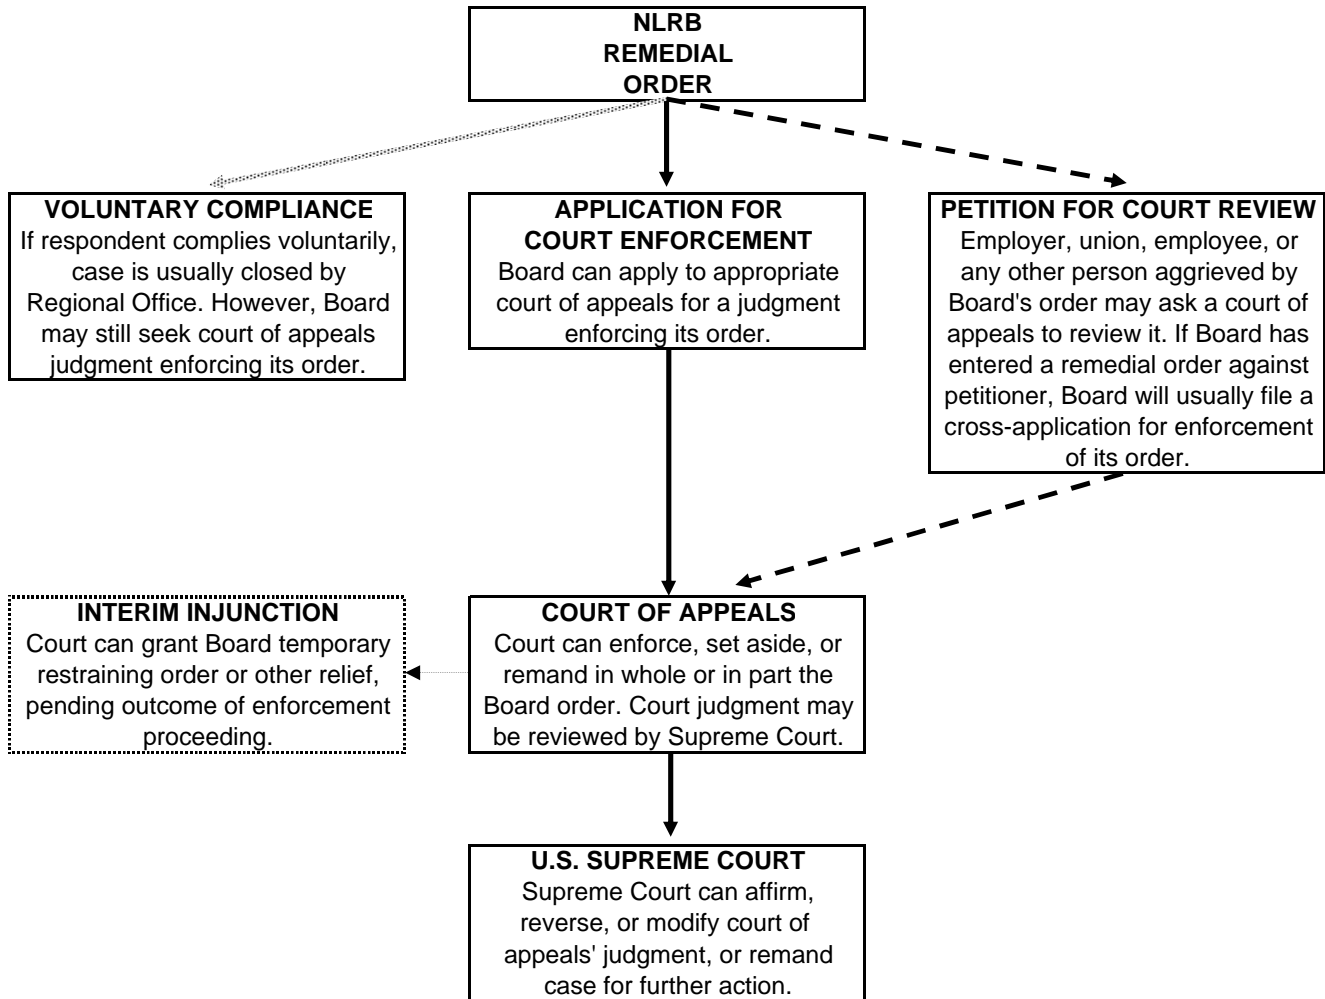 NLRB
REMEDIAL
ORDER
VOLUNTARY COMPLIANCE
If respondent complies voluntarily,
case is usually closed by
Regional Office. However, Board
may still seek court of appeals
judgment enforcing its order.
APPLICATION FOR
COURT ENFORCEMENT
Board can apply to appropriate
court of appeals for a judgment
enforcing its order.
PETITION FOR COURT REVIEW
Employer, union, employee, or
any other person aggrieved by
Board's order may ask a court of
appeals to review it. If Board has
entered a remedial order against
petitioner, Board will usually file a
cross-application for enforcement
of its order.
INTERIM INJUNCTION
Court can grant Board temporary
restraining order or other relief,
pending outcome of enforcement
proceeding.
COURT OF APPEALS
Court can enforce, set aside, or
remand in whole or in part the
Board order. Court judgment may
be reviewed by Supreme Court.
U.S. SUPREME COURT
Supreme Court can affirm,
reverse, or modify court of
appeals' judgment, or remand
case for further action.